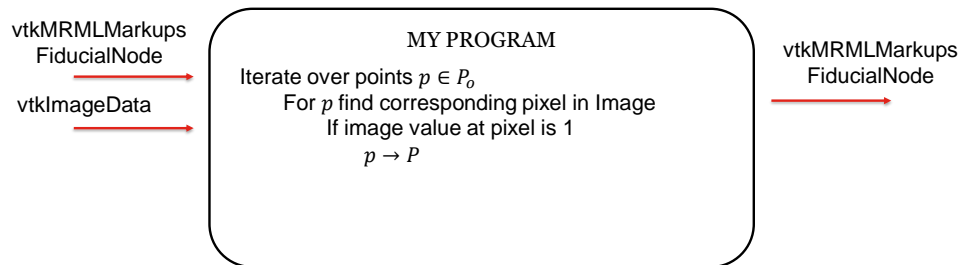 vtkMRMLMarkups
FiducialNode
vtkImageData
MY PROGRAM
Iterate over points 𝑝 ∈ 𝑃ₒ
For 𝑝 find corresponding pixel in Image
If image value at pixel is 1
𝑝 → 𝑃
vtkMRMLMarkups
FiducialNode